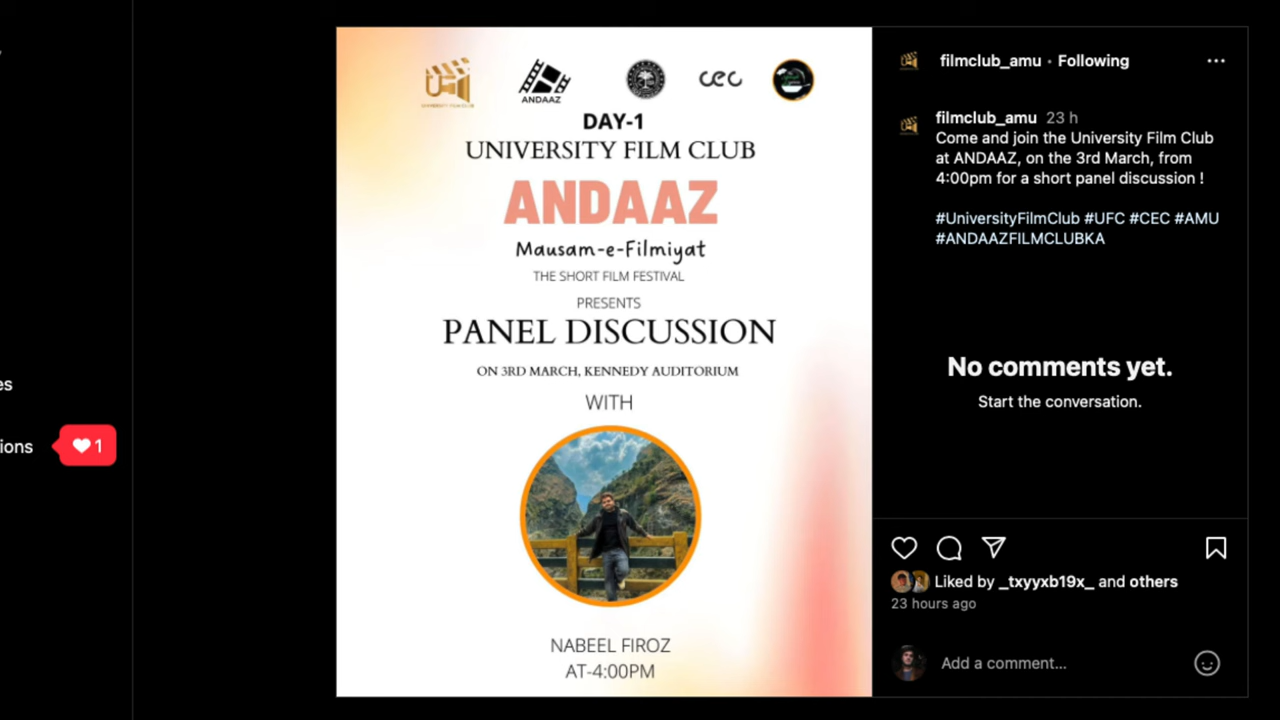 UNIVERSITY FILM CLUB
ANDAAZ
cec
DAY-1
UNIVERSITY FILM CLUB
ANDAAZ
Mausam-e-Filmiyat
THE SHORT FILM FESTIVAL
PRESENTS
PANEL DISCUSSION
ON 3RD MARCH, KENNEDY AUDITORIUM
WITH
NABEEL FIROZ
AT-4:00PM
filmclub_amu • Following
filmclub_amu 23 h
Come and join the University Film Club
at ANDAAZ, on the 3rd March, from
4:00pm for a short panel discussion !
#UniversityFilmClub #UFC #CEC #AMU
#ANDAAZFILMCLUBKA
No comments yet.
Start the conversation.
Liked by _txyyxb19x_ and others
23 hours ago
Add a comment...
es
ions
1